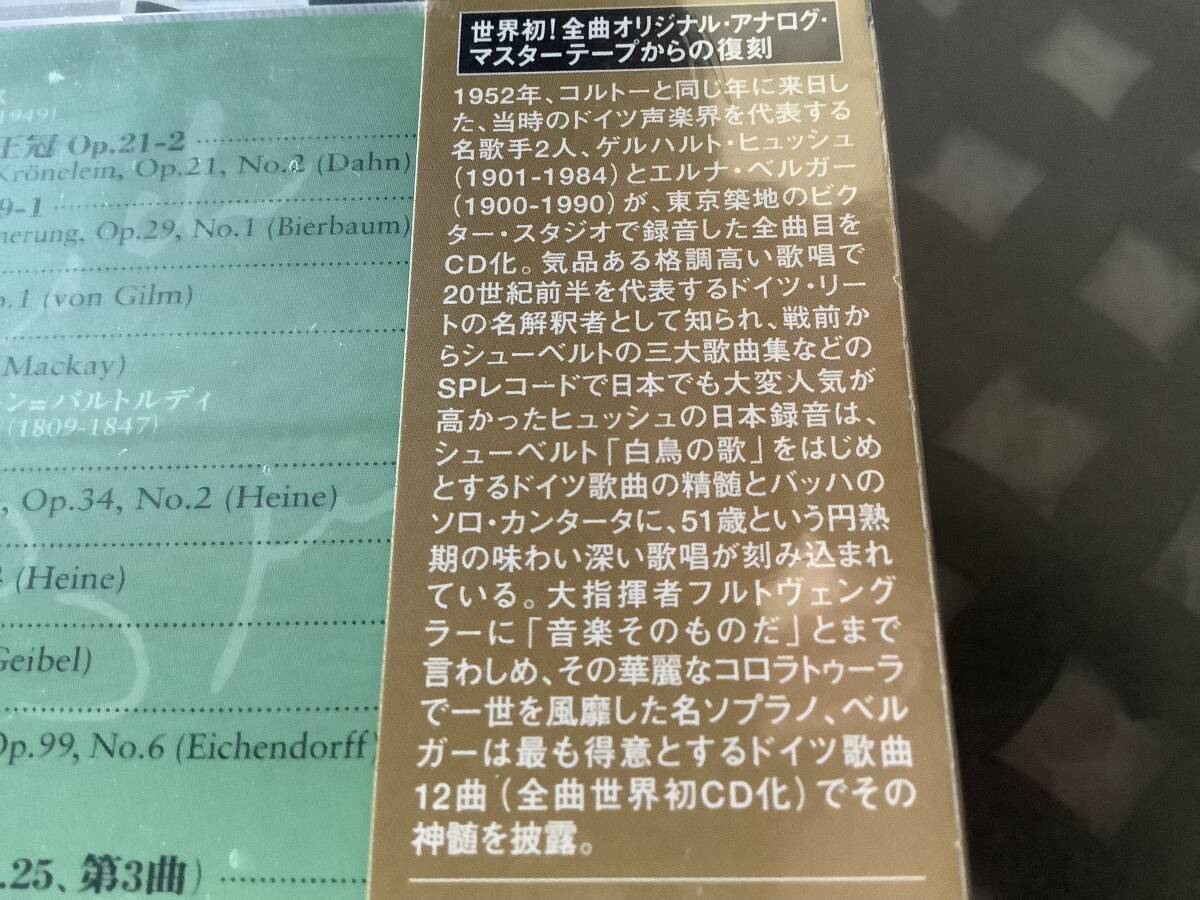 1949)
王冠 Op.21-2
Krönelein, Op.21, No.2 (Dahn)
9-1
nerung, Op.29, No.1 (Bierbaum)
o.1 (von Gilm)
Mackay)
ン=バルトルディ
(1809-1847)
, Op.34, No.2 (Heine)
(Heine)
Geibel)
Op.99, No.6 (Eichendorff)
.25、第3曲)
世界初!全曲オリジナル・アナログ・
マスターテープからの復刻
1952年、コルトーと同じ年に来日し
た、当時のドイツ声楽界を代表する
名歌手2人、ゲルハルト・ヒュッシュ
(1901-1984)とエルナ・ベルガー
(1900-1990)が、東京築地のビク
ター・スタジオで録音した全曲目を
CD化。気品ある格調高い歌唱で
20世紀前半を代表するドイツ・リー
トの名解釈者として知られ、戦前か
らシューベルトの三大歌曲集などの
SPレコードで日本でも大変人気が
高かったヒュッシュの日本録音は、
シューベルト「白鳥の歌」をはじめ
とするドイツ歌曲の精髄とバッハの
ソロ・カンタータに、51歳という円熟
期の味わい深い歌唱が刻み込まれ
ている。大指揮者フルトヴェング
ラーに「音楽そのものだ」とまで
言わしめ、その華麗なコロラトゥーラ
で一世を風靡した名ソプラノ、ベル
ガーは最も得意とするドイツ歌曲
12曲(全曲世界初CD化)でその
神髄を披露。